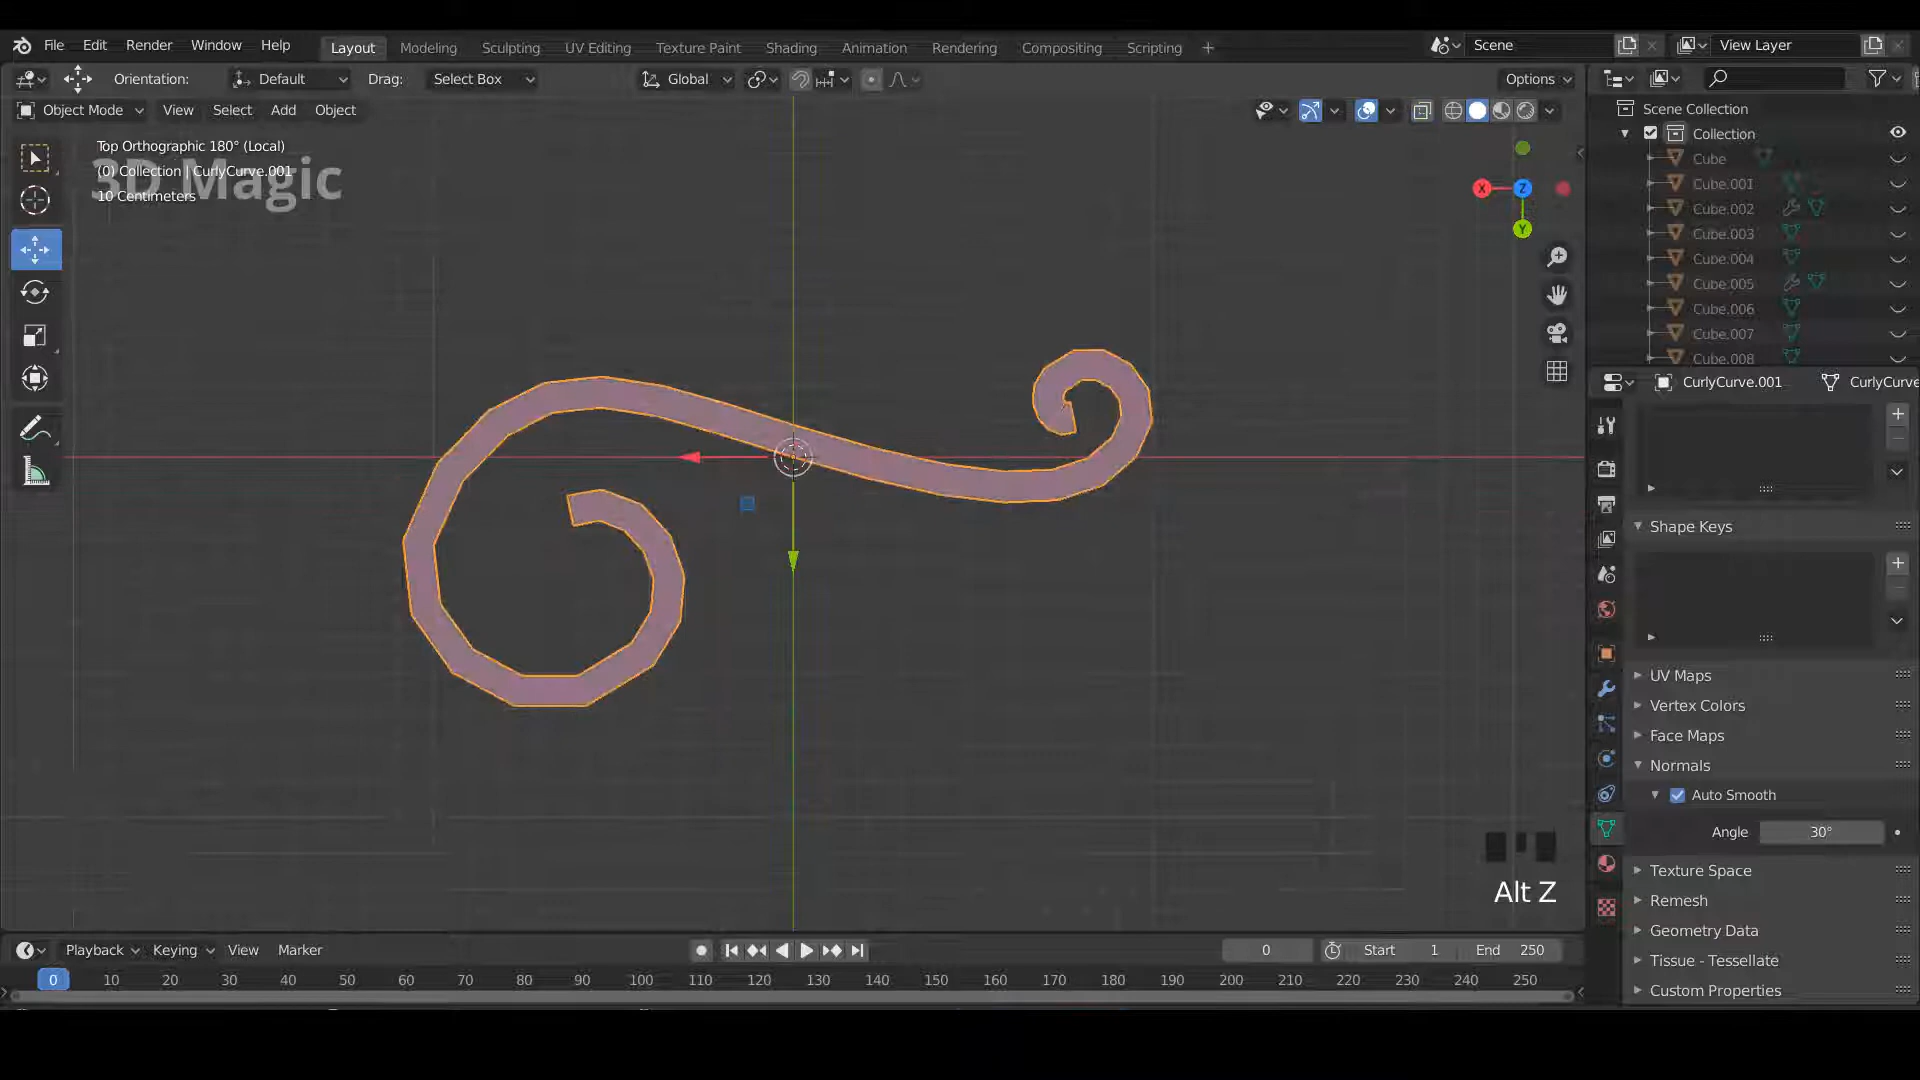 File Edit Render Window Help Layout Modeling Sculpting UV Editing Texture Paint Shading Animation Rendering Compositing Scripting + Scene View Layer
Orientation: Default Drag: Select Box Global Options
Object Mode View Select Add Object
Top Orthographic 180° (Local)
3D Magic
(0) Collection | CurlyCurve.001
10 Centimeters
X
Z
Y
Scene Collection
Collection
Cube
Cube.001
Cube.002
Cube.003
Cube.004
Cube.005
Cube.006
Cube.007
Cube.008
CurlyCurve.001 CurlyCurve
Shape Keys
UV Maps
Vertex Colors
Face Maps
Normals
Auto Smooth
Angle 30°
Texture Space
Remesh
Geometry Data
Tissue - Tessellate
Custom Properties
Alt Z
Playback Keying View Marker 0 Start 1 End 250
0 10 20 30 40 50 60 70 80 90 100 110 120 130 140 150 160 170 180 190 200 210 220 230 240 250